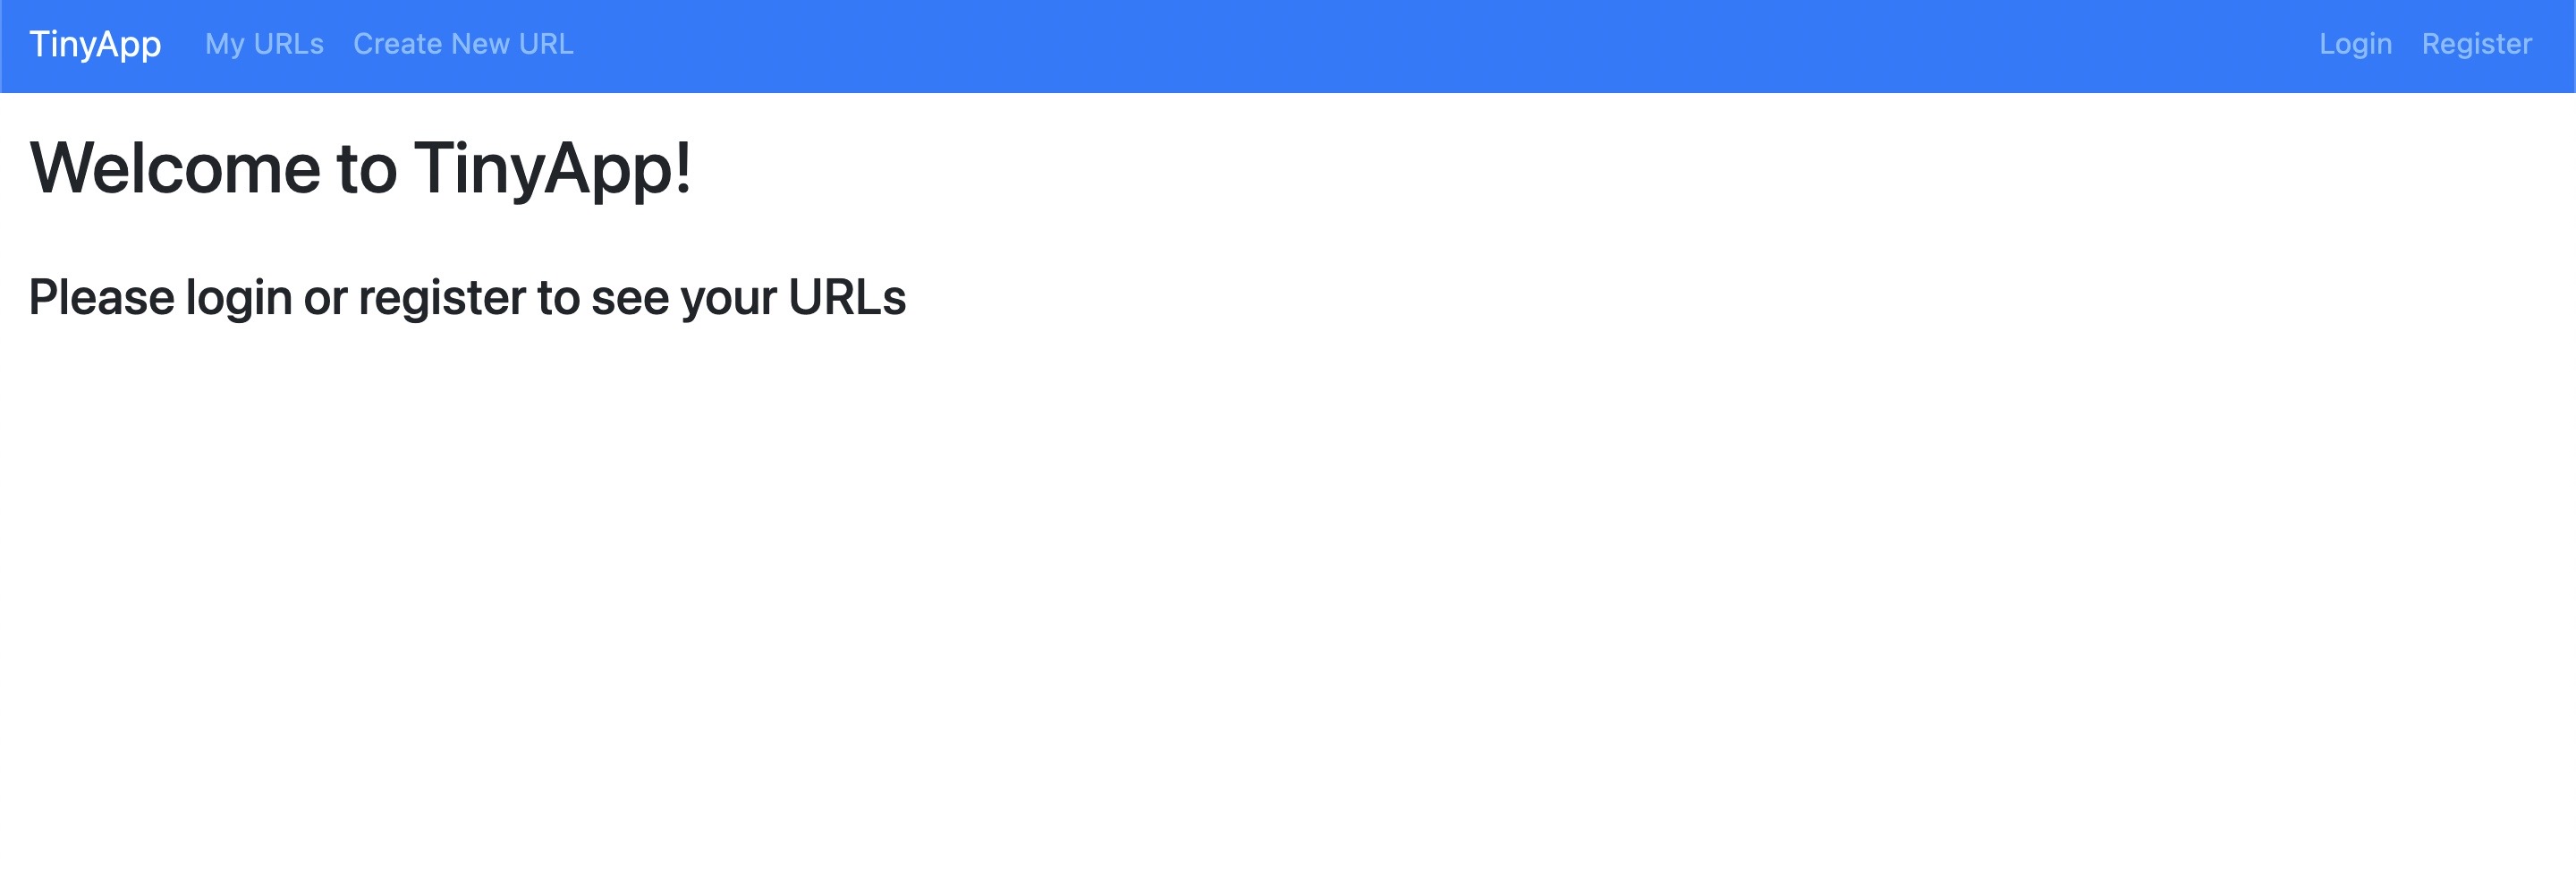 TinyApp My URLs Create New URL Login Register
Welcome to TinyApp!
Please login or register to see your URLs